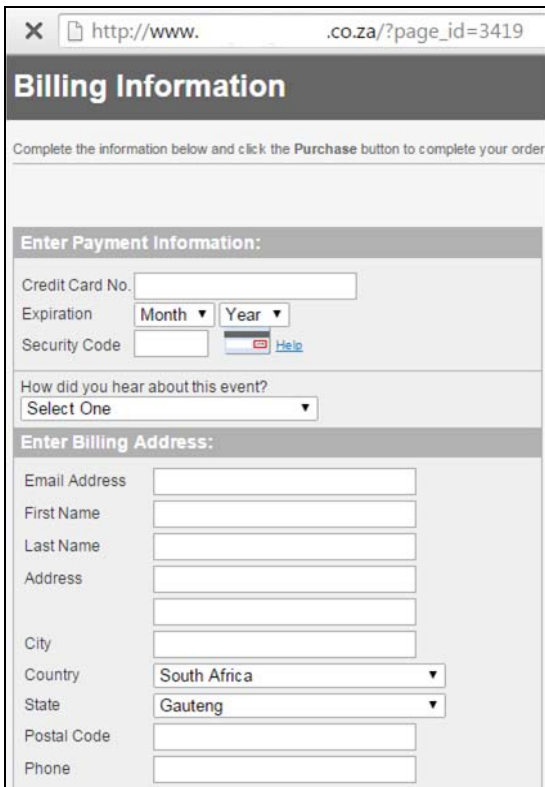 http://www. .co.za/?page_id=3419
Billing Information
Complete the information below and click the Purchase button to complete your order
Enter Payment Information:
Credit Card No.
Expiration Month Year
Security Code Help
How did you hear about this event?
Select One
Enter Billing Address:
Email Address
First Name
Last Name
Address
City
Country South Africa
State Gauteng
Postal Code
Phone